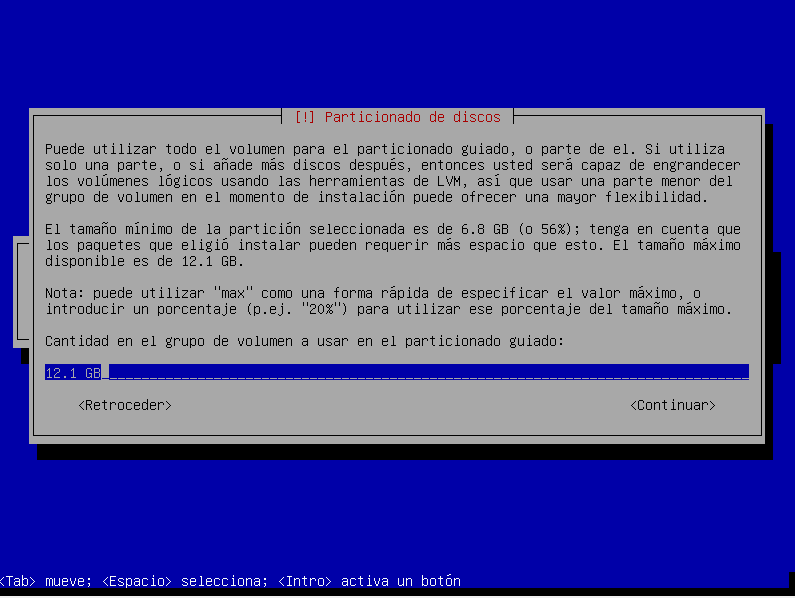 [!] Particionado de discos
Puede utilizar todo el volumen para el particionado guiado, o parte de el. Si utiliza
solo una parte, o si añade más discos después, entonces usted será capaz de engrandecer
los volúmenes lógicos usando las herramientas de LVM, así que usar una parte menor del
grupo de volumen en el momento de instalación puede ofrecer una mayor flexibilidad.
El tamaño mínimo de la partición seleccionada es de 6.8 GB (o 56%); tenga en cuenta que
los paquetes que eligió instalar pueden requerir más espacio que esto. El tamaño máximo
disponible es de 12.1 GB.
Nota: puede utilizar "max" como una forma rápida de especificar el valor máximo, o
introducir un porcentaje (p.ej. "20%") para utilizar ese porcentaje del tamaño máximo.
Cantidad en el grupo de volumen a usar en el particionado guiado:
12.1 GB
<Retroceder> <Continuar>
<Tab> mueve; <Espacio> selecciona; <Intro> activa un botón